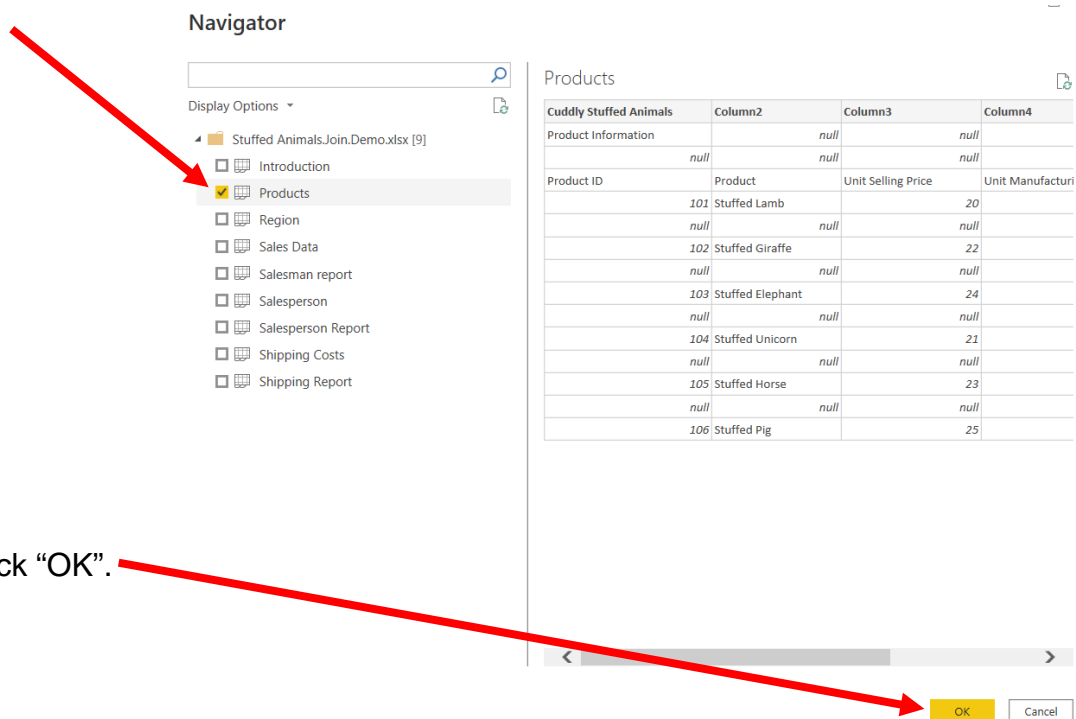 Navigator
Display Options
Stuffed Animals.Join.Demo.xlsx [9]
Introduction
Products
Region
Sales Data
Salesman report
Salesperson
Salesperson Report
Shipping Costs
Shipping Report
Products
Cuddly Stuffed Animals Column2 Column3 Column4
Product Information null null
null null null
Product ID Product Unit Selling Price Unit Manufacturi
101 Stuffed Lamb 20
null null null
102 Stuffed Giraffe 22
null null null
103 Stuffed Elephant 24
null null null
104 Stuffed Unicorn 21
null null null
105 Stuffed Horse 23
null null null
106 Stuffed Pig 25
ck “OK”.
OK Cancel